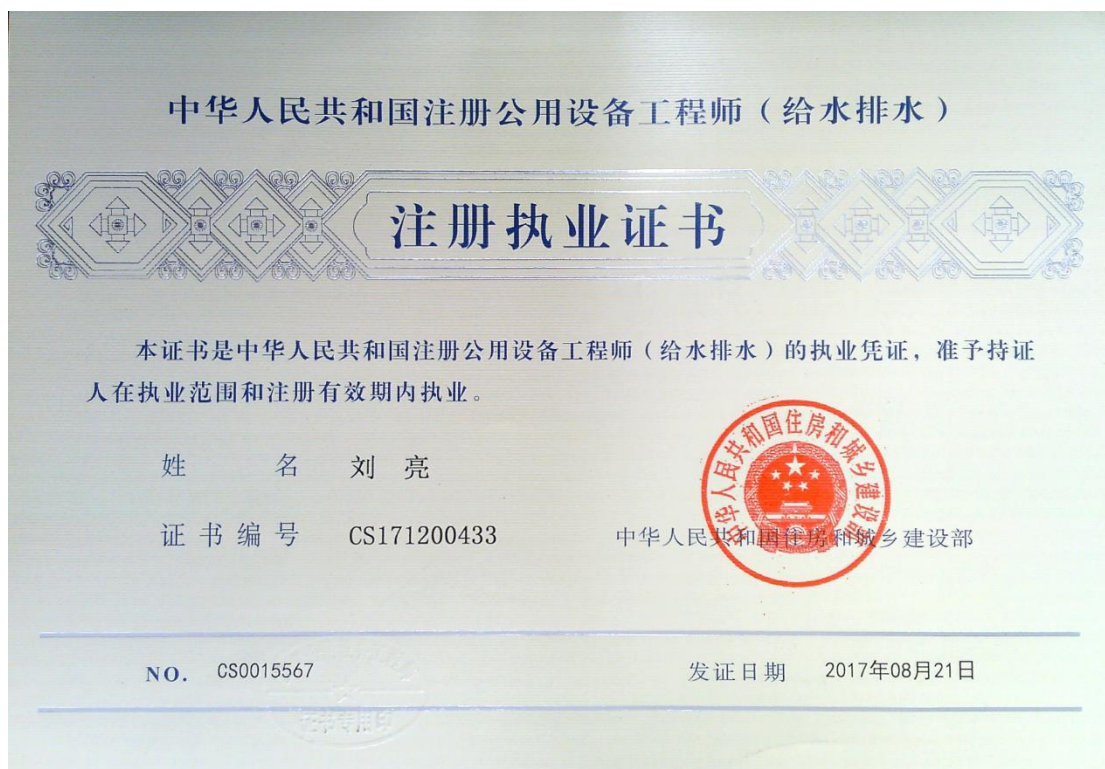 中华人民共和国注册公用设备工程师（给水排水）
注册执业证书
本证书是中华人民共和国注册公用设备工程师（给水排水）的执业凭证，准予持证
人在执业范围和注册有效期内执业。
姓 名 刘 亮
证书编号 CS171200433
中华人民共和国住房和城乡建设部
中华人民共和国住房和城乡建设部
NO. CS0015567
发证日期 2017年08月21日